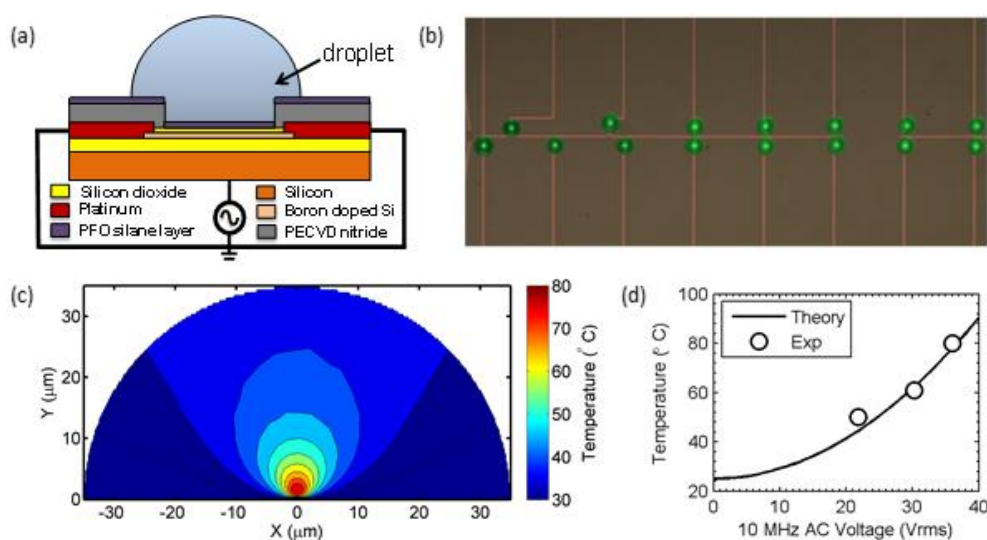 (a)
droplet
Silicon dioxide
Silicon
Platinum
Boron doped Si
PFO silane layer
PECVD nitride
(b)
(c)
Y (μm)
30
20
10
0
-30 -20 -10 0 10 20 30
X (μm)
80
70
60
50
40
30
Temperature (° C)
(d)
Temperature (° C)
100
80
60
40
20
Theory
Exp
0 10 20 30 40
10 MHz AC Voltage (Vrms)